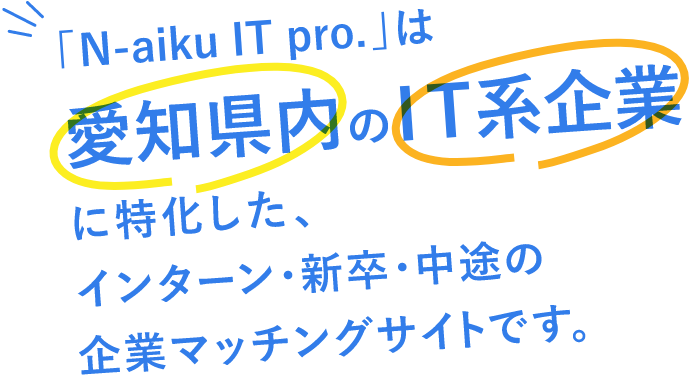 「N-aiku IT pro.」は
愛知県内のIT系企業
に特化した、
インターン・新卒・中途の
企業マッチングサイトです。